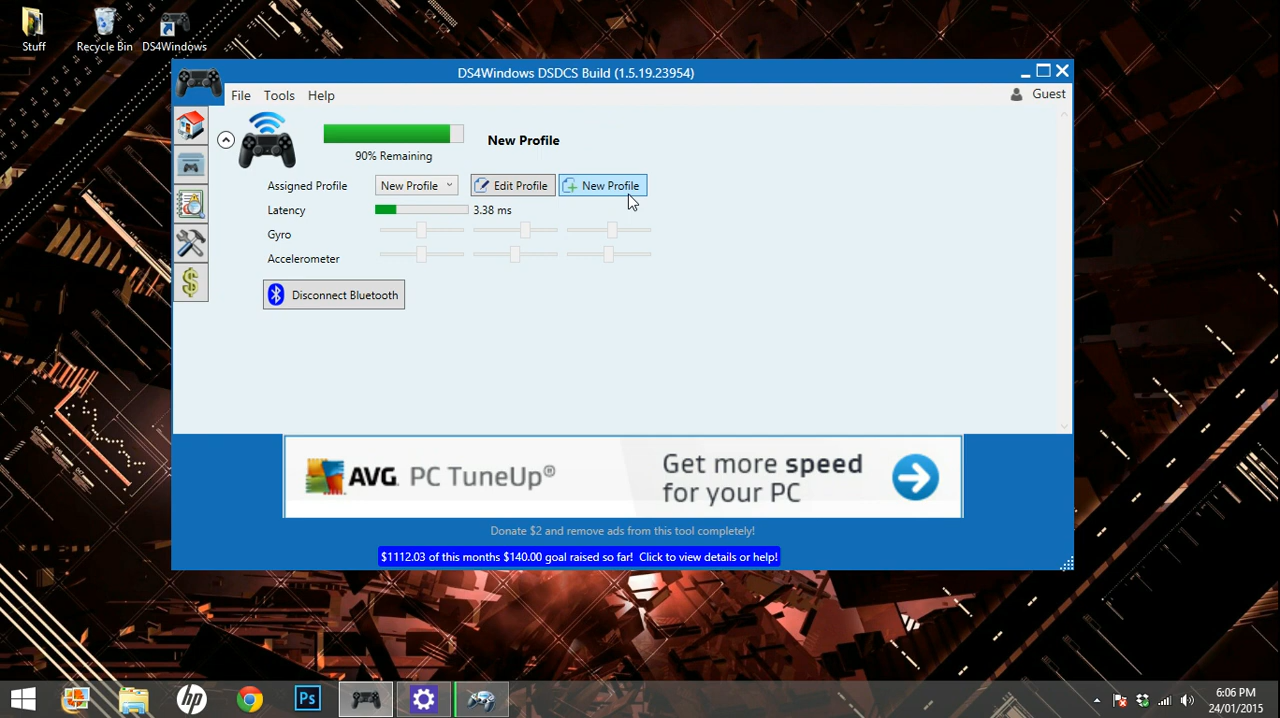 Stuff
Recycle Bin
DS4Windows
DS4Windows DSDCS Build (1.5.19.23954)
File Tools Help
Guest
90% Remaining
New Profile
Assigned Profile
New Profile
Edit Profile
New Profile
Latency
3.38 ms
Gyro
Accelerometer
Disconnect Bluetooth
AVG PC TuneUp®
Get more speed
for your PC
Donate $2 and remove ads from this tool completely!
$1112.03 of this months $140.00 goal raised so far! Click to view details or help!
hp
Ps
6:06 PM
24/01/2015